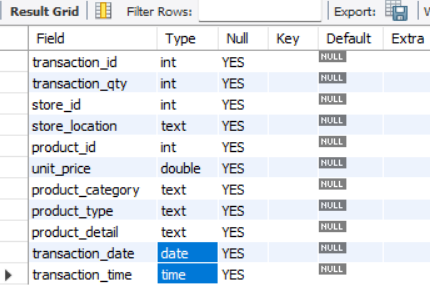 Result Grid Filter Rows: Export:
Field Type Null Key Default Extra
transaction_id int YES NULL
transaction_qty int YES NULL
store_id int YES NULL
store_location text YES NULL
product_id int YES NULL
unit_price double YES NULL
product_category text YES NULL
product_type text YES NULL
product_detail text YES NULL
transaction_date date YES NULL
transaction_time time YES NULL